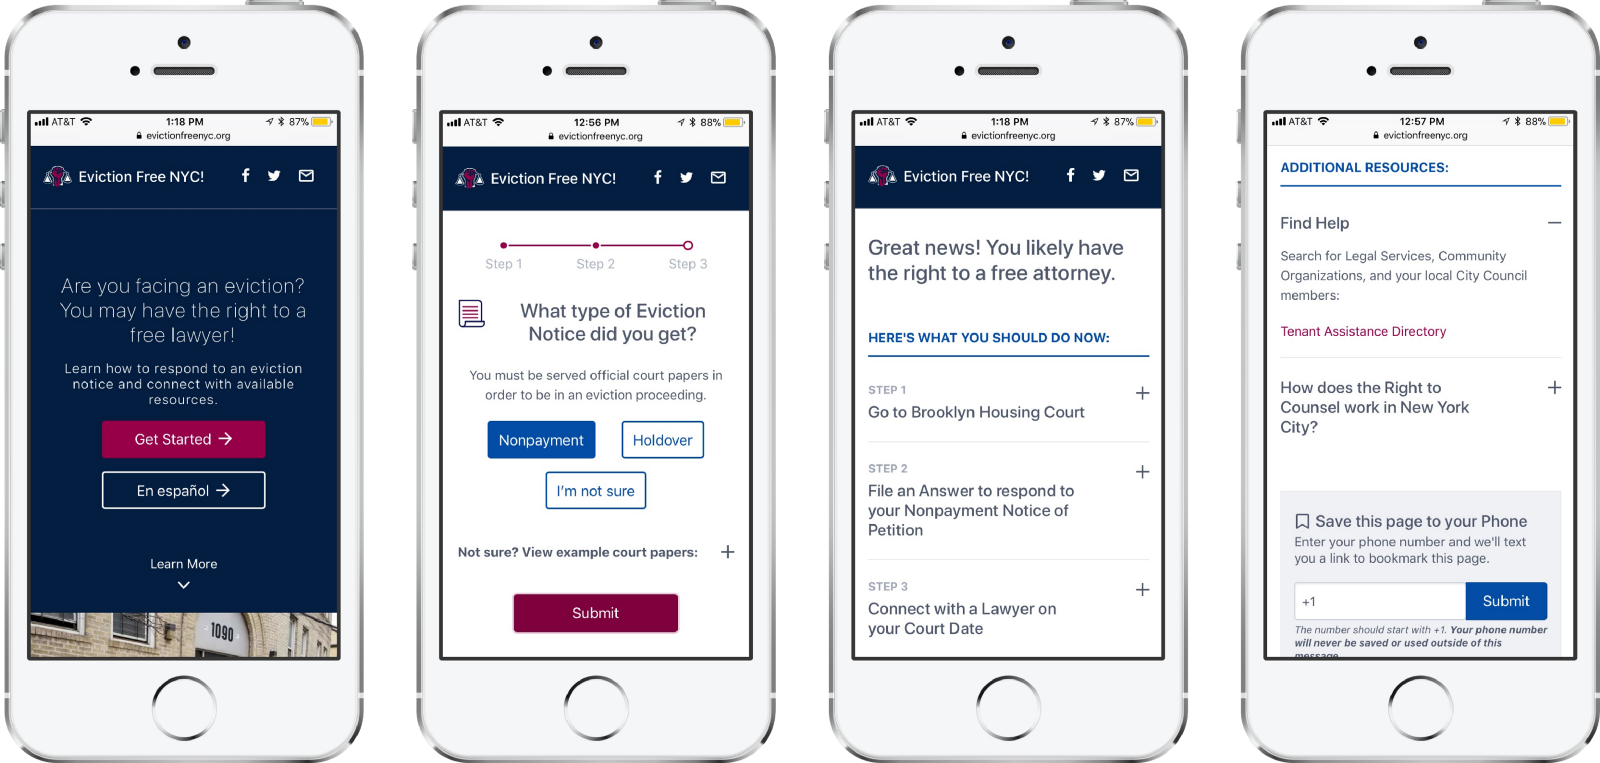 AT&T 1:18 PM 87%
evictionfreenyc.org
Eviction Free NYC!
Are you facing an eviction?
You may have the right to a
free lawyer!
Learn how to respond to an eviction
notice and connect with available
resources.
Get Started →
En español →
Learn More
1090
AT&T 12:56 PM 88%
evictionfreenyc.org
Eviction Free NYC!
Step 1 Step 2 Step 3
What type of Eviction
Notice did you get?
You must be served official court papers in
order to be in an eviction proceeding.
Nonpayment Holdover
I'm not sure
Not sure? View example court papers: +
Submit
AT&T 1:18 PM 87%
evictionfreenyc.org
Eviction Free NYC!
Great news! You likely have
the right to a free attorney.
HERE'S WHAT YOU SHOULD DO NOW:
STEP 1
Go to Brooklyn Housing Court +
STEP 2
File an Answer to respond to +
your Nonpayment Notice of
Petition
STEP 3
Connect with a Lawyer on +
your Court Date
AT&T 12:57 PM 88%
evictionfreenyc.org
ADDITIONAL RESOURCES:
Find Help –
Search for Legal Services, Community
Organizations, and your local City Council
members:
Tenant Assistance Directory
How does the Right to +
Counsel work in New York
City?
Save this page to your Phone
Enter your phone number and we'll text
you a link to bookmark this page.
+1 Submit
The number should start with +1. Your phone number
will never be saved or used outside of this
message